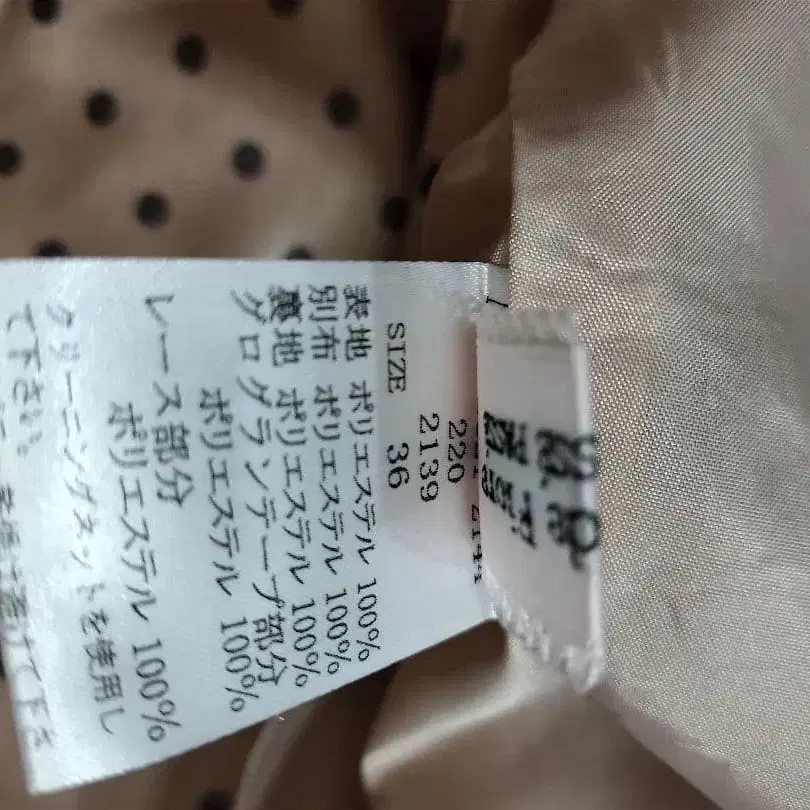 220
2139
SIZE 36
表地 ポリエステル 100%
別布 ポリエステル 100%
裏地 ポリエステル 100%
グログランテープ部分
ポリエステル 100%
レース部分
ポリエステル 100%
クリーニングネットを使用し
て下さい。